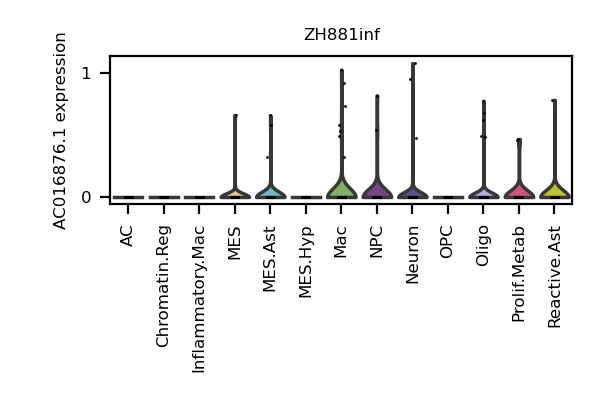 ZH881inf
AC016876.1 expression
1
0
AC
Chromatin.Reg
Inflammatory.Mac
MES
MES.Ast
MES.Hyp
Mac
NPC
Neuron
OPC
Oligo
Prolif.Metab
Reactive.Ast